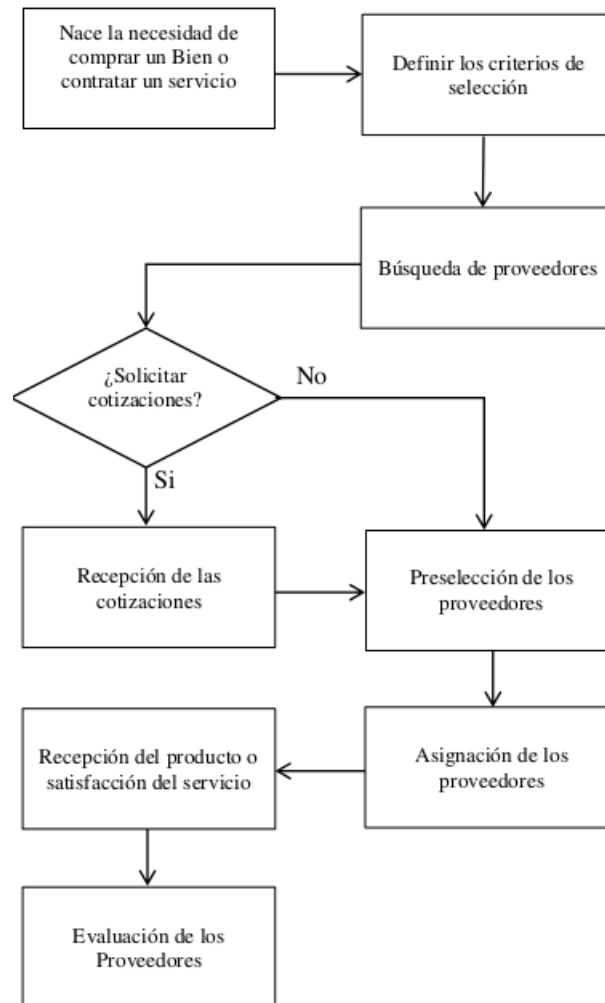 Nace la necesidad de
comprar un Bien o
contratar un servicio
Definir los criterios de
selección
Búsqueda de proveedores
¿Solicitar
cotizaciones?
No
Si
Recepción de las
cotizaciones
Preselección de los
proveedores
Asignación de los
proveedores
Recepción del producto o
satisfacción del servicio
Evaluación de los
Proveedores